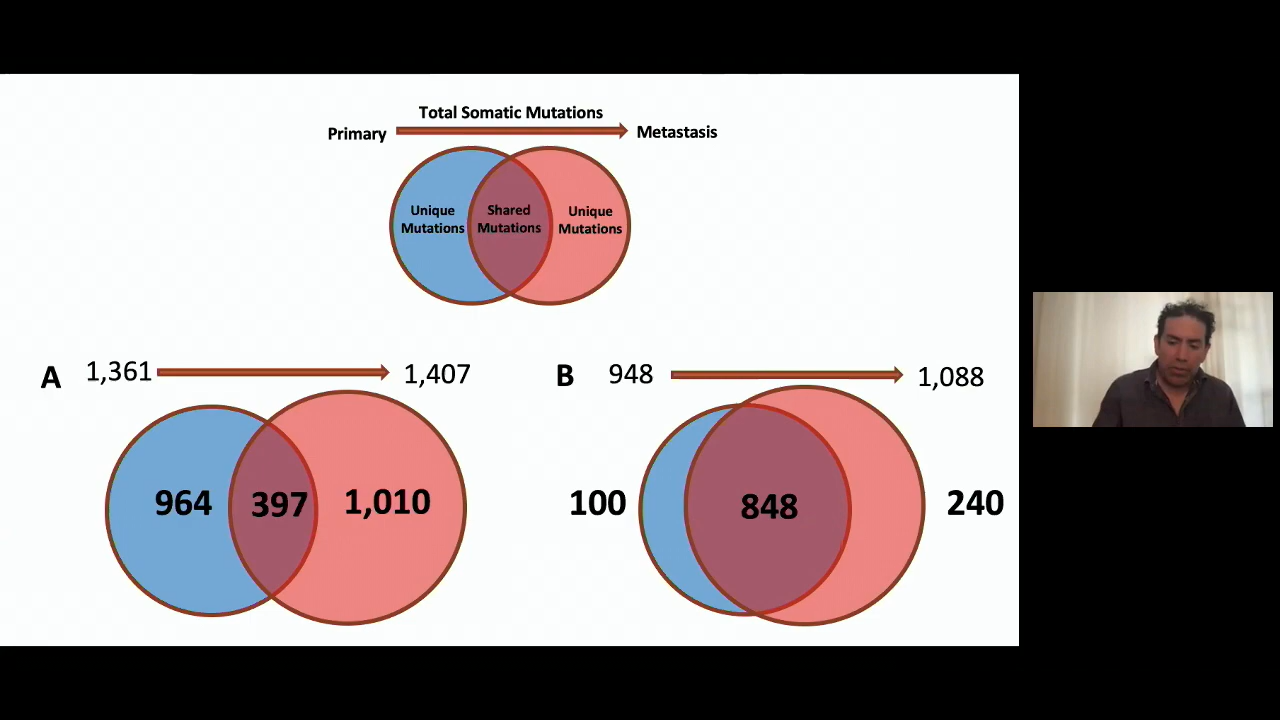 Total Somatic Mutations
Primary
Metastasis
Unique
Mutations
Shared
Mutations
Unique
Mutations
A
1,361
1,407
964
397
1,010
B
948
1,088
100
848
240